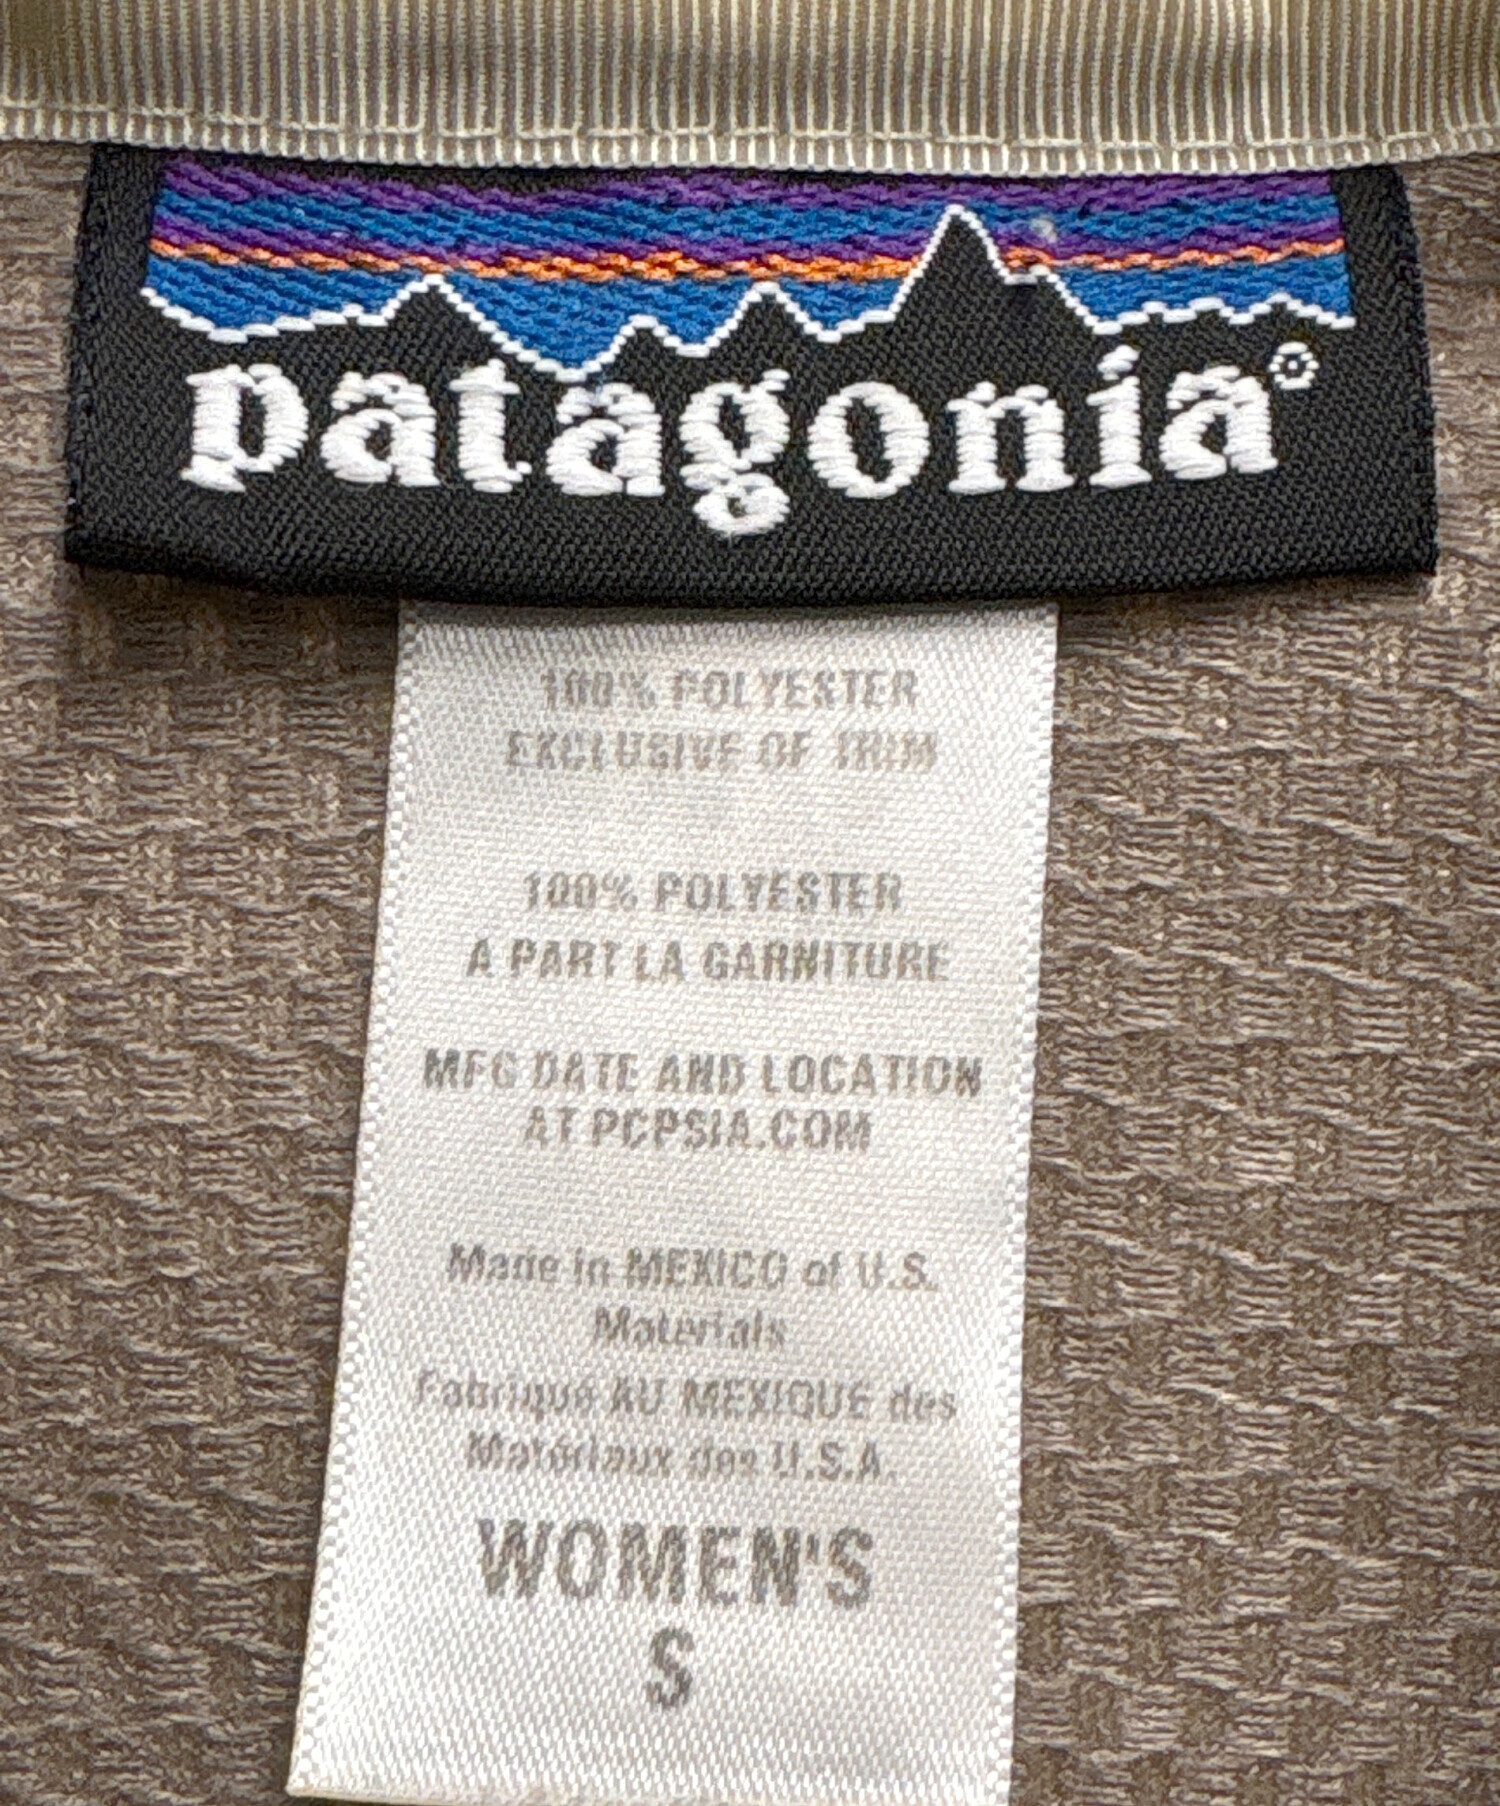 patagonia®
100% POLYESTER
EXCLUSIVE OF TRIM
100% POLYESTER
A PART LA GARNITURE
MFG DATE AND LOCATION
AT PCPSIA.COM
Made in MEXICO of U.S.
Materials
Fabriqué AU MEXIQUE des
Matériaux des U.S.A.
WOMEN'S
S